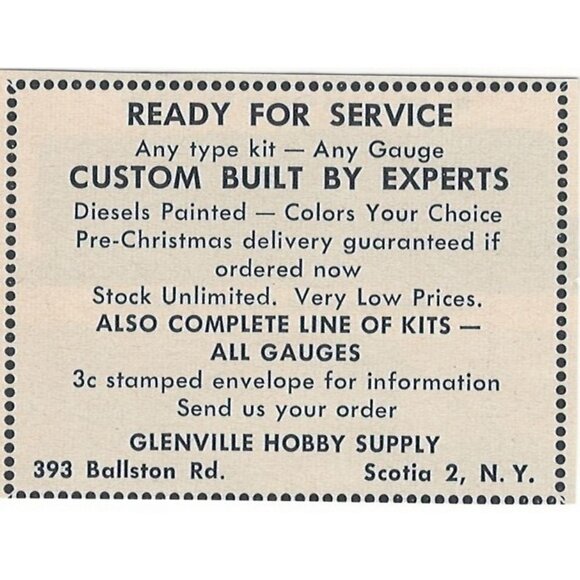 READY FOR SERVICE
Any type kit — Any Gauge
CUSTOM BUILT BY EXPERTS
Diesels Painted — Colors Your Choice
Pre-Christmas delivery guaranteed if
ordered now
Stock Unlimited. Very Low Prices.
ALSO COMPLETE LINE OF KITS —
ALL GAUGES
3c stamped envelope for information
Send us your order
GLENVILLE HOBBY SUPPLY
393 Ballston Rd. Scotia 2, N. Y.